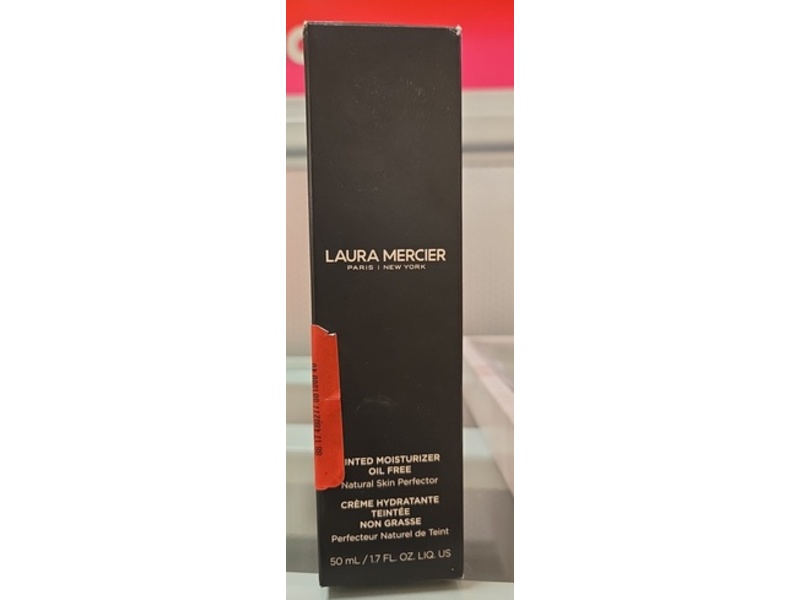 LAURA MERCIER
PARIS | NEW YORK
INTED MOISTURIZER
OIL FREE
Natural Skin Perfector
CRÈME HYDRATANTE
TEINTÉE
NON GRASSE
Perfecteur Naturel de Teint
50 mL / 1.7 FL. OZ. LIQ. US